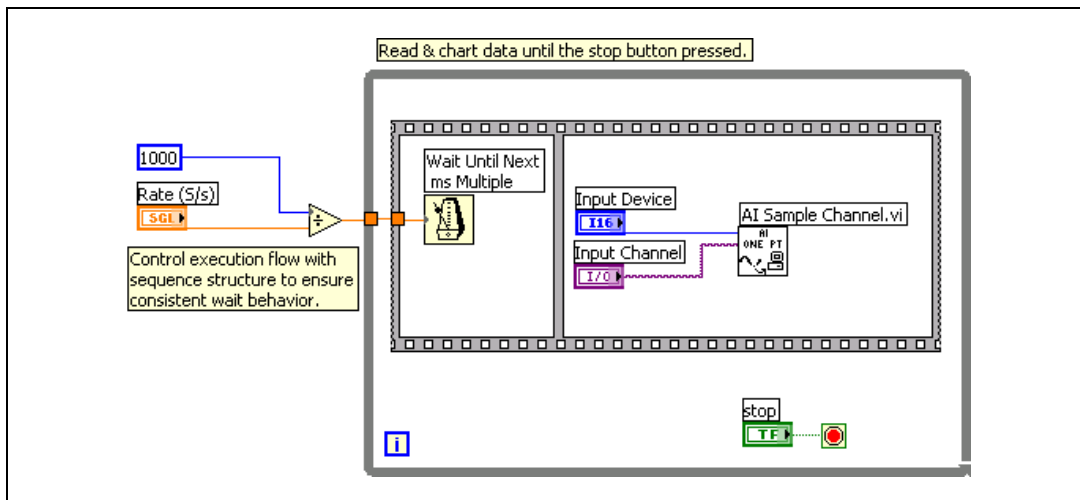 Read & chart data until the stop button pressed.
1000
Wait Until Next
ms Multiple
Rate (S/s)
SGL
Input Device
I16
AI Sample Channel.vi
AI
ONE PT
Control execution flow with
sequence structure to ensure
consistent wait behavior.
Input Channel
I/O
stop
TF
i